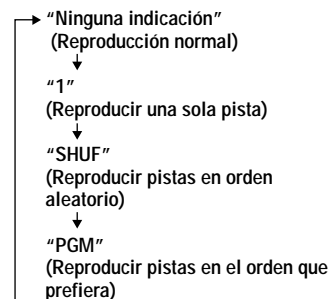 “Ninguna indicación”
(Reproducción normal)
“1”
(Reproducir una sola pista)
“SHUF”
(Reproducir pistas en orden
aleatorio)
“PGM”
(Reproducir pistas en el orden que
prefiera)